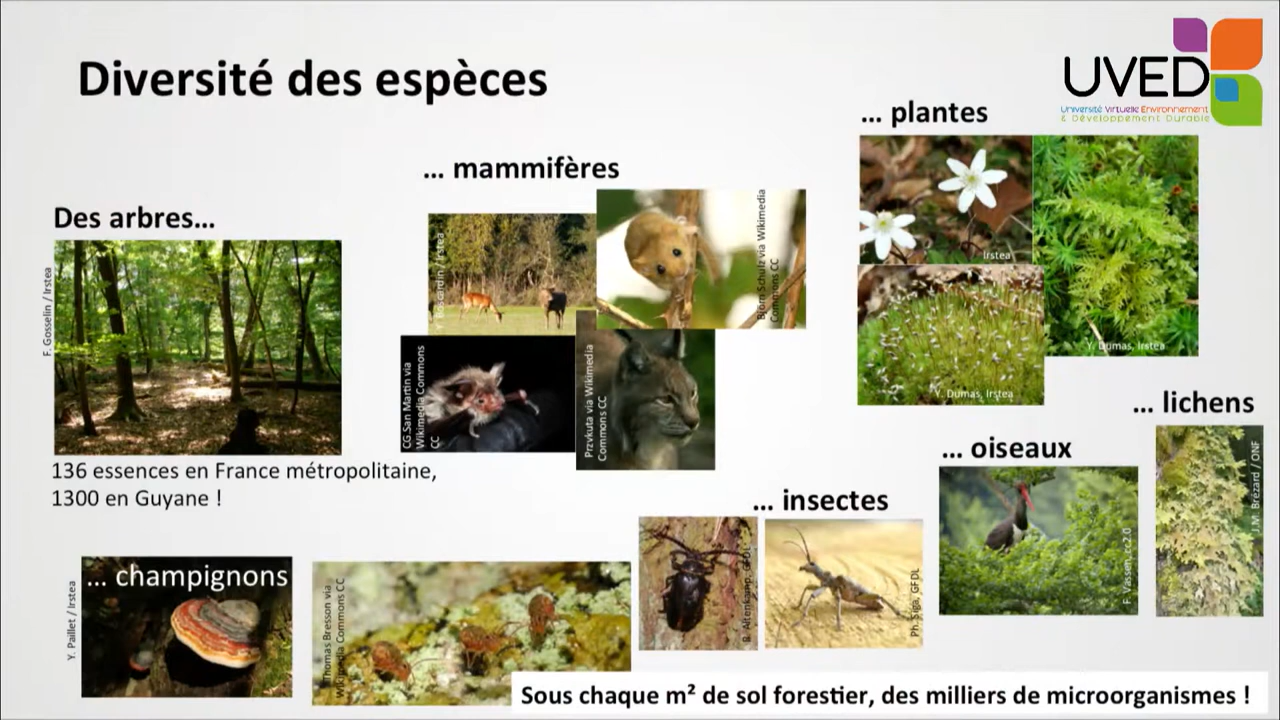 Diversité des espèces
UVED
Université Virtuelle Environnement
& Développement Durable
... plantes
... mammifères
Des arbres...
F. Gosselin / Irstea
Irstea
Y. Dumas, Irstea
Y. Dumas, Irstea
Björn Schulz via Wikimedia
Commons CC
CG.San Martin via
Wikimedia Commons
CC
Przykuta via Wikimedia
Commons CC
136 essences en France métropolitaine,
1300 en Guyane !
... lichens
J.M. Brézard / ONF
... oiseaux
F. Vassen, cc2.0
... insectes
Ph. Siga, GFDL
... champignons
Y. Paillet / Irstea
Thomas Bresson via
Wikimedia Commons CC
Sous chaque m² de sol forestier, des milliers de microorganismes !